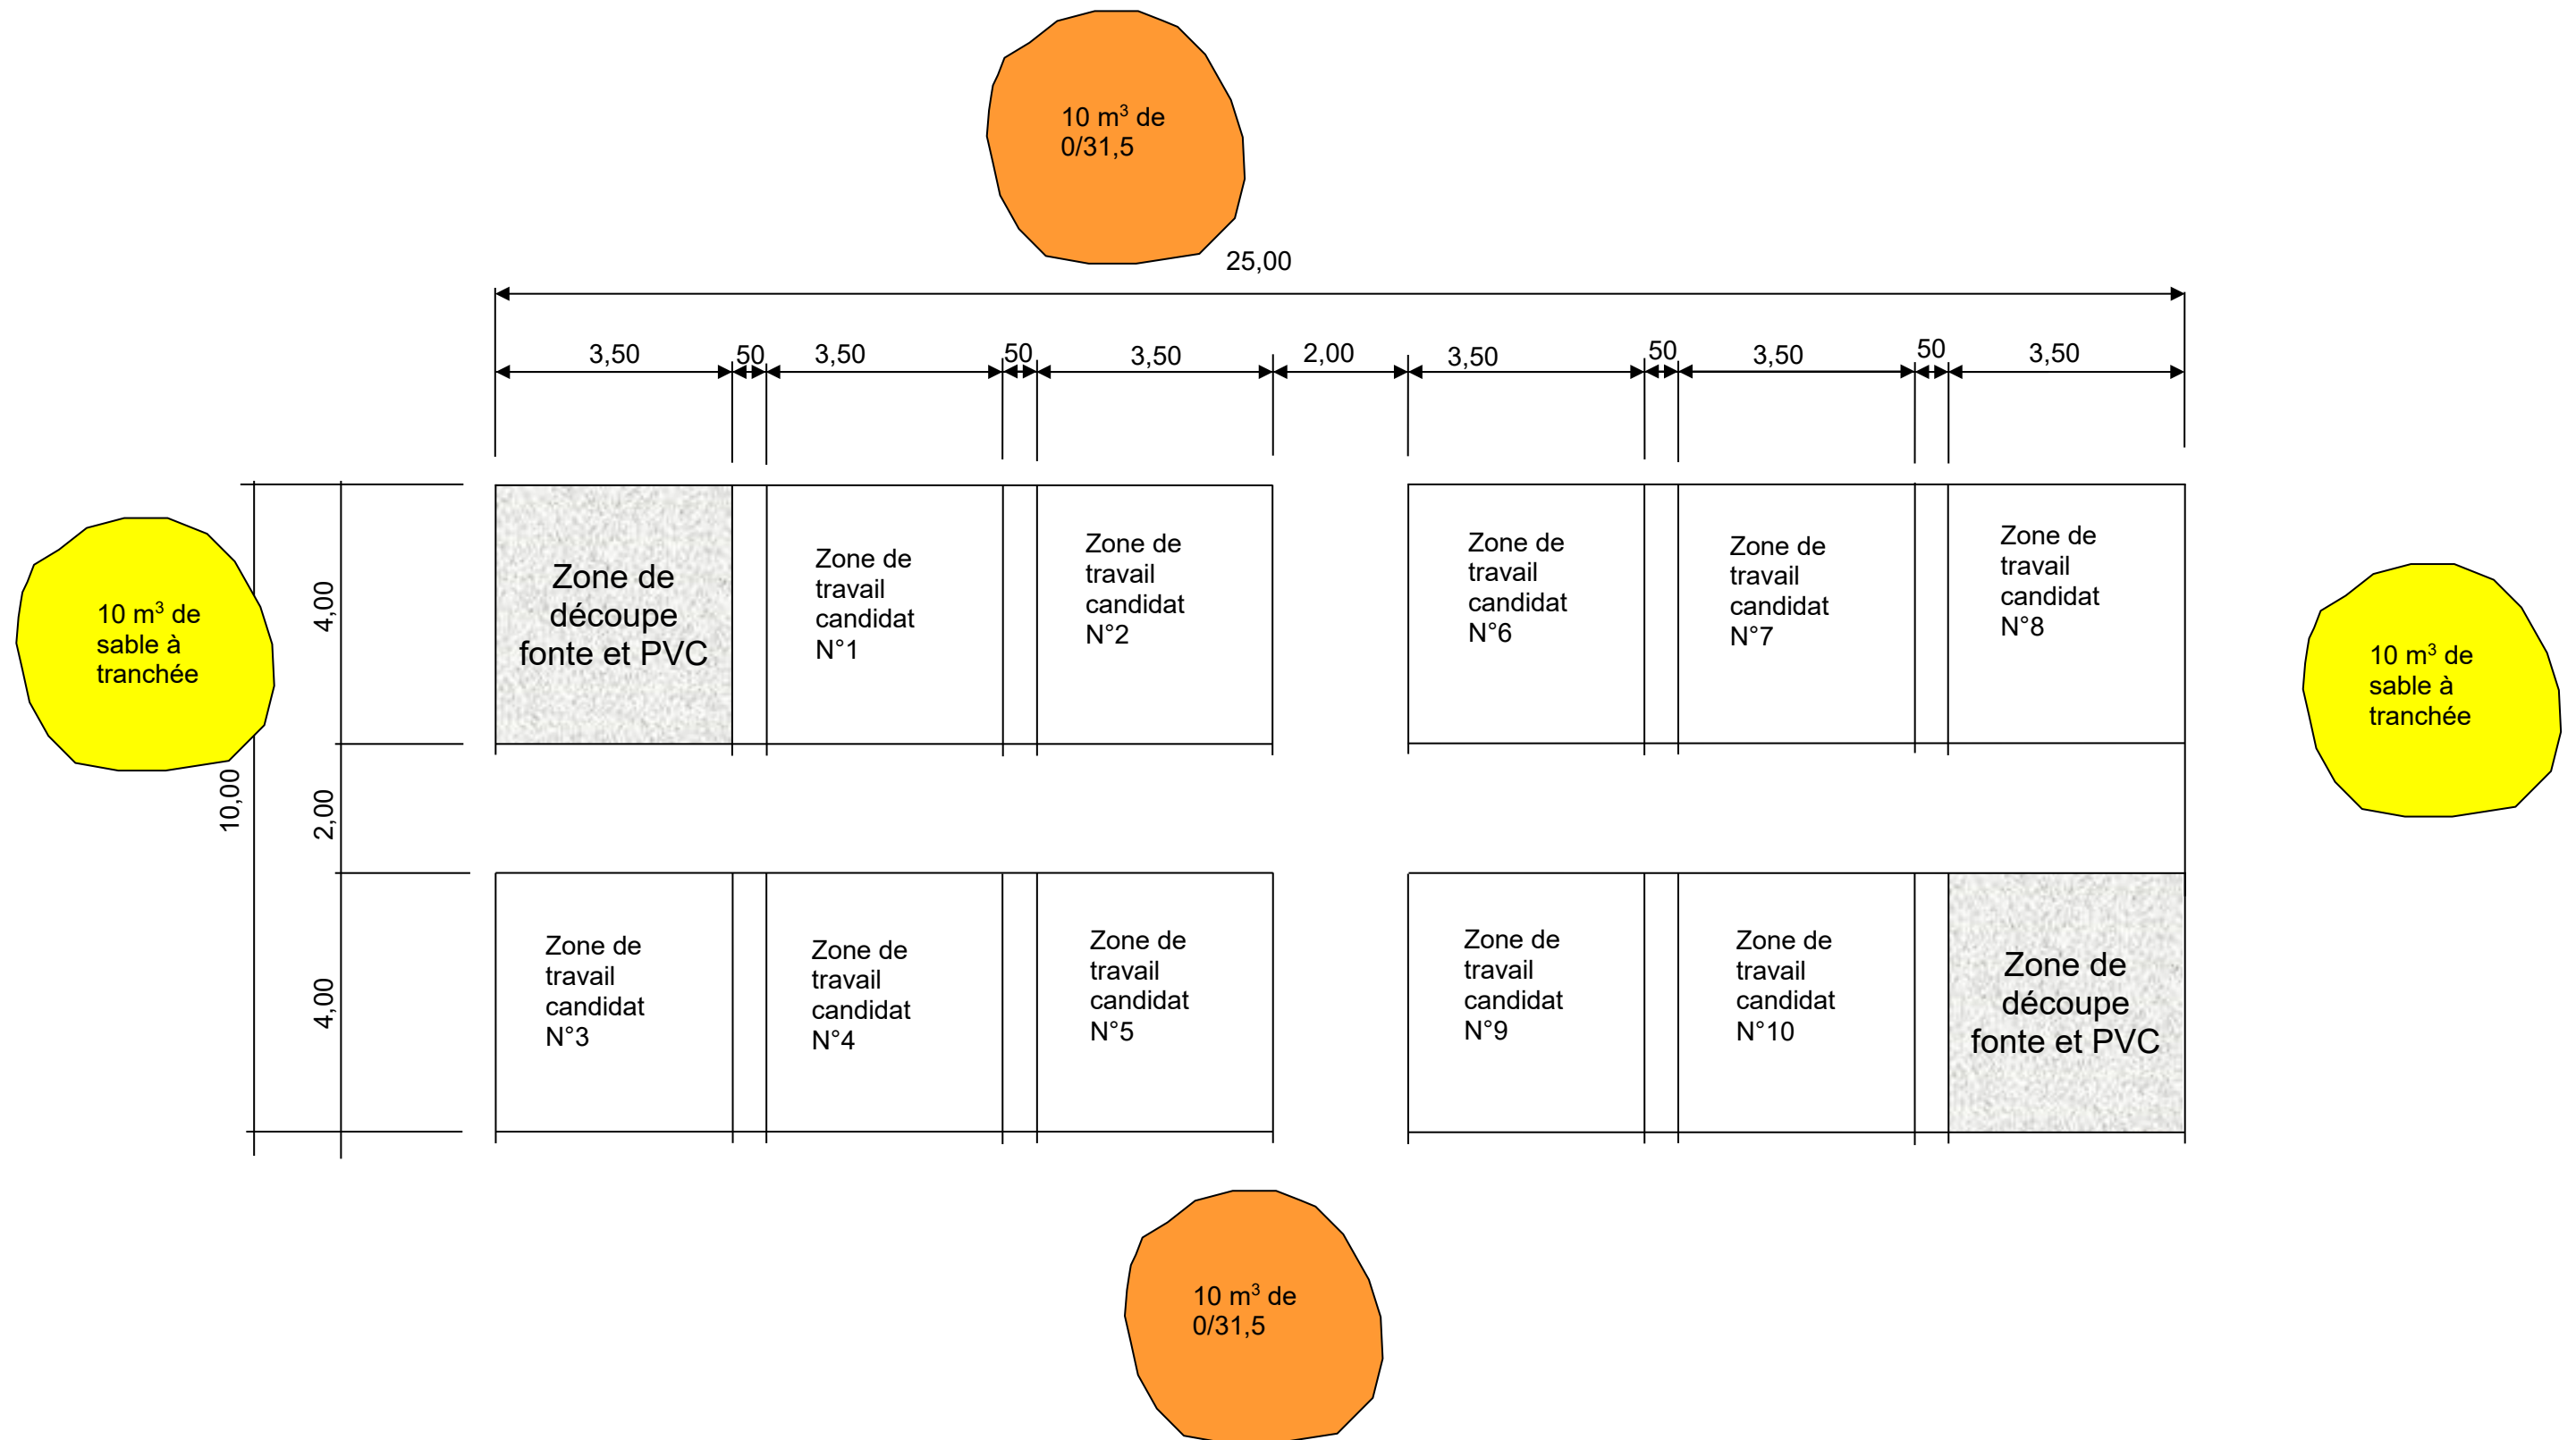 10 m³ de
0/31,5
25,00
3,50
50
3,50
50
3,50
2,00
3,50
50
3,50
50
3,50
10 m³ de
sable à
tranchée
10,00
4,00
2,00
4,00
Zone de
découpe
fonte et PVC
Zone de
travail
candidat
N°1
Zone de
travail
candidat
N°2
Zone de
travail
candidat
N°6
Zone de
travail
candidat
N°7
Zone de
travail
candidat
N°8
10 m³ de
sable à
tranchée
Zone de
travail
candidat
N°3
Zone de
travail
candidat
N°4
Zone de
travail
candidat
N°5
Zone de
travail
candidat
N°9
Zone de
travail
candidat
N°10
Zone de
découpe
fonte et PVC
10 m³ de
0/31,5